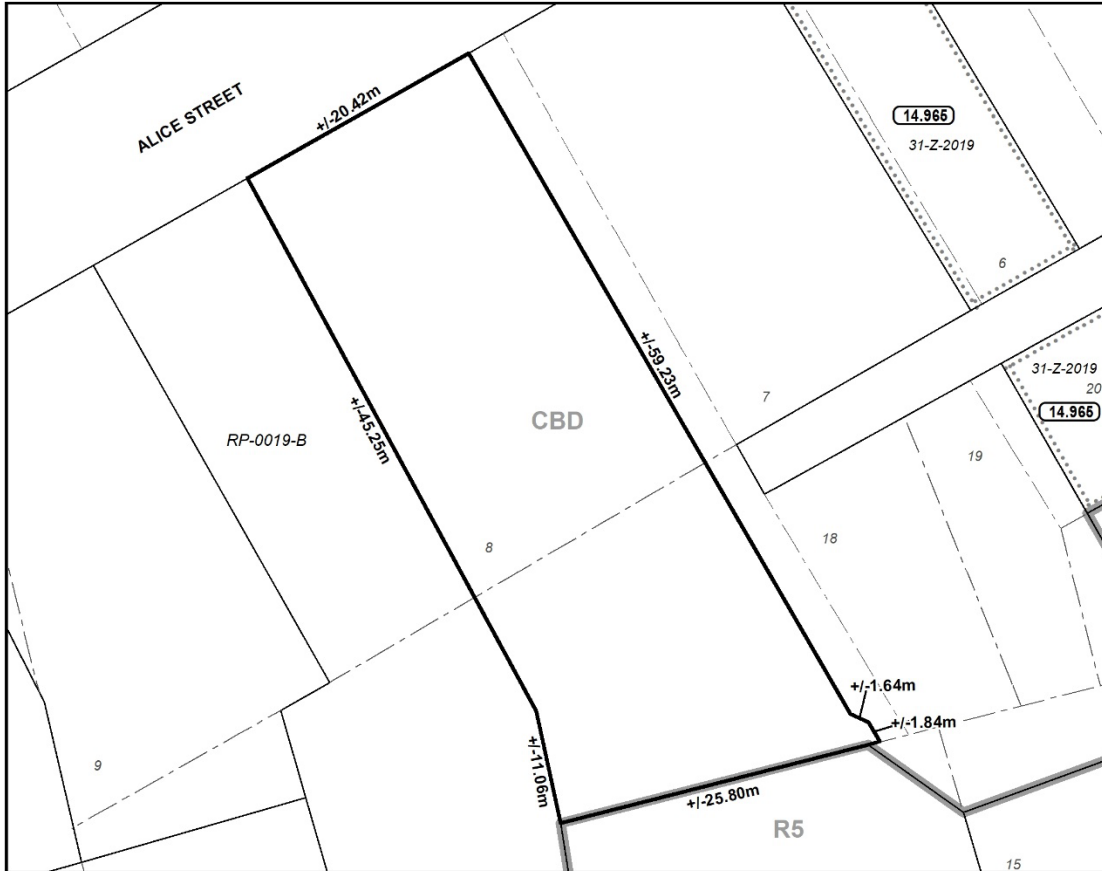 ALICE STREET
+/-20.42m
14.965
31-Z-2019
6
+/-59.23m
31-Z-2019
20
14.965
7
+/-45.25m
CBD
RP-0019-B
19
8
18
+/-1.64m
+/-1.84m
+/-11.06m
9
+/-25.80m
R5
15